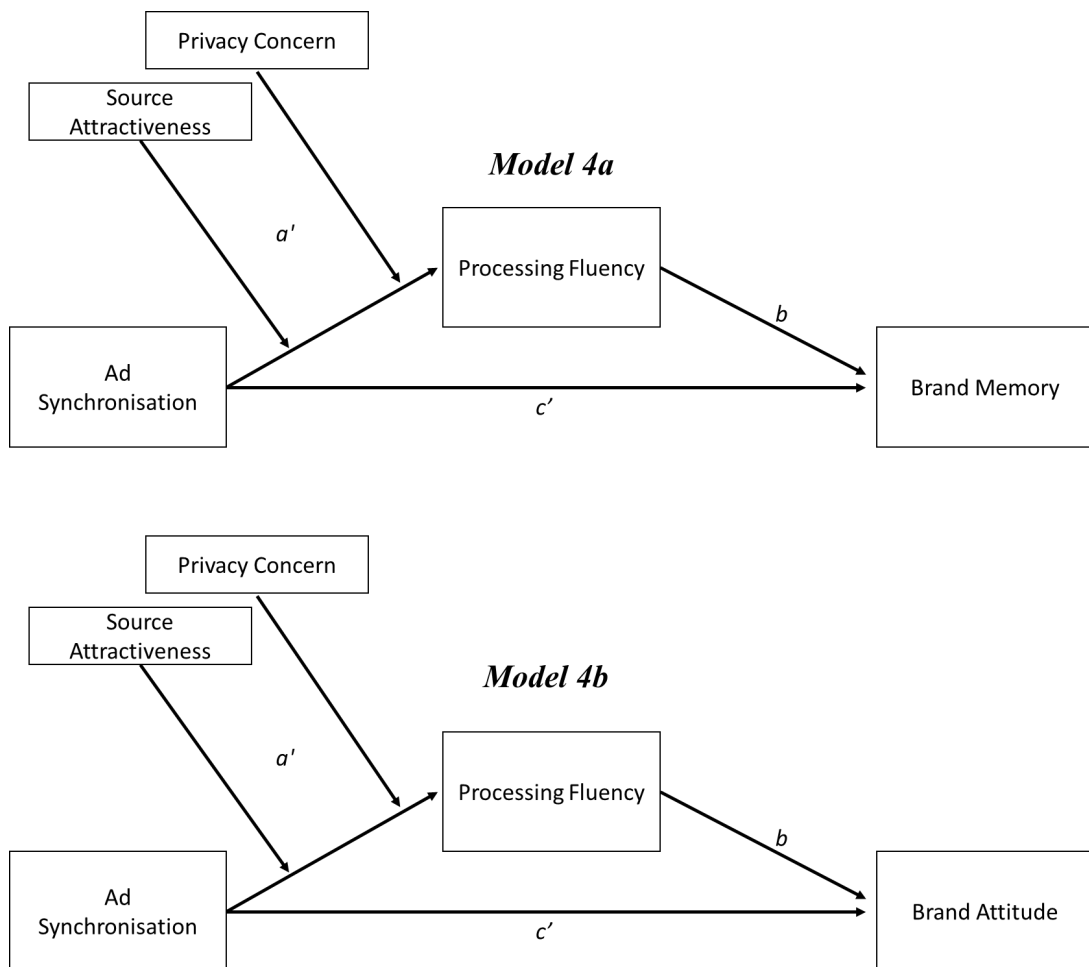 Privacy Concern
Source
Attractiveness
Model 4a
a'
Processing Fluency
b
Ad
Synchronisation
Brand Memory
c’
Privacy Concern
Source
Attractiveness
Model 4b
a'
Processing Fluency
b
Ad
Synchronisation
Brand Attitude
c’